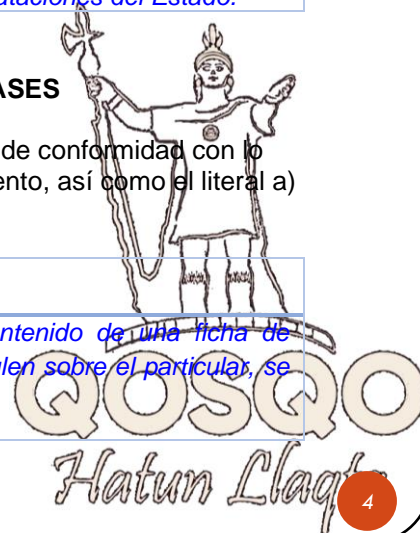 taciones del Estado.
ASES
de conformidad con lo
ento, así como el literal a)
ntenido de una ficha de
len sobre el particular, se
QOSQO
Hatun Llaqta
4